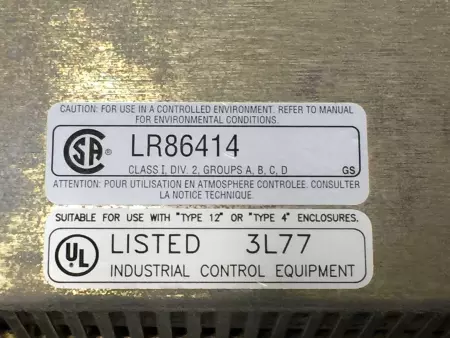 CAUTION: FOR USE IN A CONTROLLED ENVIRONMENT. REFER TO MANUAL
FOR ENVIRONMENTAL CONDITIONS.
CSA LR86414
CLASS I, DIV. 2, GROUPS A, B, C, D GS
ATTENTION: POUR UTILISATION EN ATMOSPHERE CONTROLEE. CONSULTER
LA NOTICE TECHNIQUE.
SUITABLE FOR USE WITH "TYPE 12" OR "TYPE 4" ENCLOSURES.
UL LISTED 3L77
INDUSTRIAL CONTROL EQUIPMENT